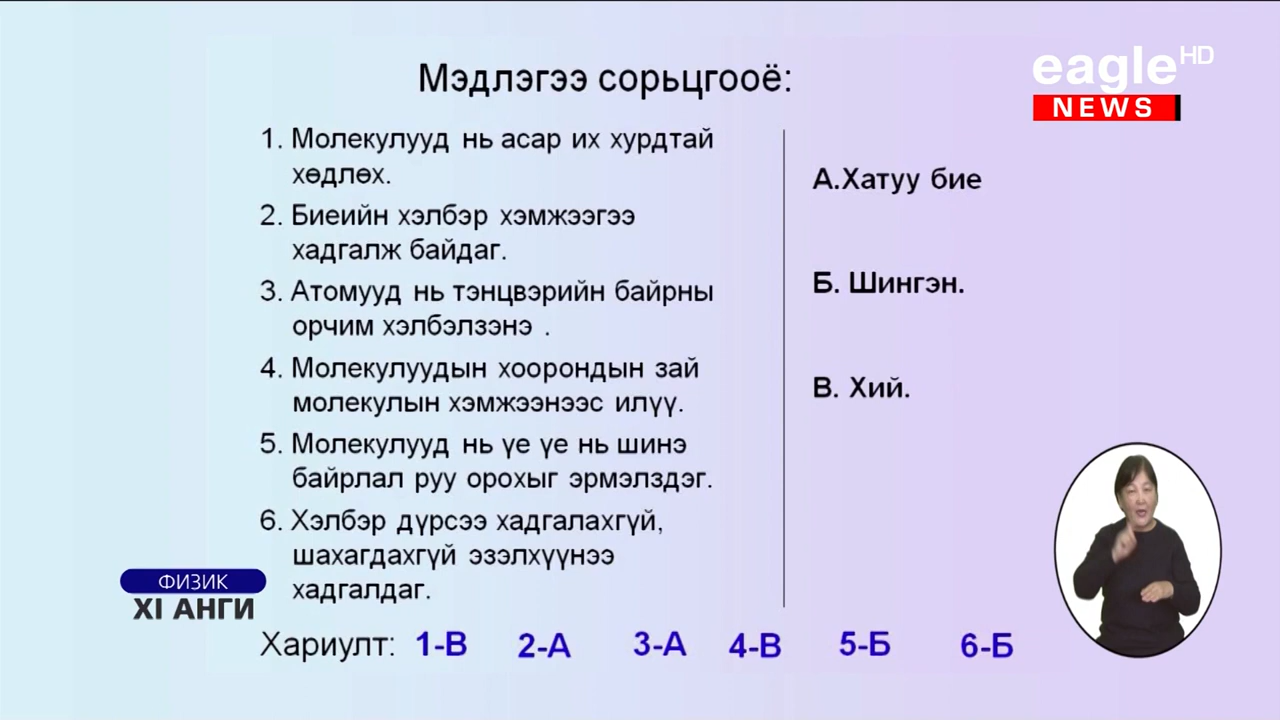 Мэдлэгээ сорьцгооё:
eagle HD
NEWS
1. Молекулууд нь асар их хурдтай
хөдлөх.
2. Биеийн хэлбэр хэмжээгээ
хадгалж байдаг.
3. Атомууд нь тэнцвэрийн байрны
орчим хэлбэлзэнэ .
4. Молекулуудын хоорондын зай
молекулын хэмжээнээс илүү.
5. Молекулууд нь үе үе нь шинэ
байрлал руу орохыг эрмэлздэг.
6. Хэлбэр дүрсээ хадгалахгүй,
шахагдахгүй эзэлхүүнээ
хадгалдаг.
А.Хатуу бие
Б. Шингэн.
В. Хий.
ФИЗИК
XI АНГИ
Хариулт: 1-В 2-А 3-А 4-В 5-Б 6-Б